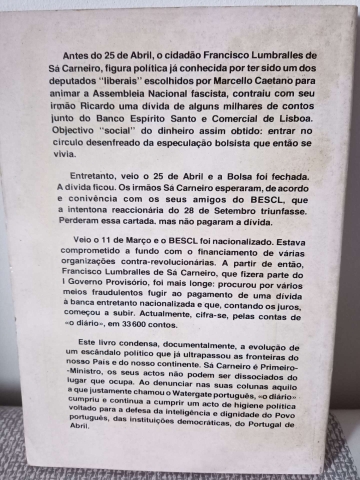 Antes do 25 de Abril, o cidadão Francisco Lumbralles de
Sá Carneiro, figura política já conhecida por ter sido um dos
deputados "liberais" escolhidos por Marcello Caetano para
animar a Assembleia Nacional fascista, contraiu com seu
irmão Ricardo uma dívida de alguns milhares de contos
junto do Banco Espírito Santo e Comercial de Lisboa.
Objectivo "social" do dinheiro assim obtido: entrar no
círculo desenfreado da especulação bolsista que então se
vivia.
Entretanto, veio o 25 de Abril e a Bolsa foi fechada.
A dívida ficou. Os irmãos Sá Carneiro esperaram, de acordo
e conivência com os seus amigos do BESCL, que
a intentona reaccionária do 28 de Setembro triunfasse.
Perderam essa cartada. mas não pagaram a dívida.
Veio o 11 de Março e o BESCL foi nacionalizado. Estava
comprometido a fundo com o financiamento de várias
organizações contra-revolucionárias. A partir de então,
Francisco Lumbralles de Sá Carneiro, que fizera parte do
I Governo Provisório, foi mais longe: procurou por vários
meios fraudulentos fugir ao pagamento de uma dívida
à banca entretanto nacionalizada e que, contando os juros,
começou a subir. Actualmente, cifra-se, pelas contas de
«o diário», em 33 600 contos.
Este livro condensa, documentalmente, a evolução de
um escândalo político que já ultrapassou as fronteiras do
nosso País e do nosso continente. Sá Carneiro é Primeiro-
-Ministro, os seus actos não podem ser dissociados do
lugar que ocupa. Ao denunciar nas suas colunas aquilo
a que justamente chamou o Watergate português, «o diário»
cumpriu e continua a cumprir um acto de higiene política
voltado para a defesa da inteligência e dignidade do Povo
português, das instituições democráticas, do Portugal de
Abril.